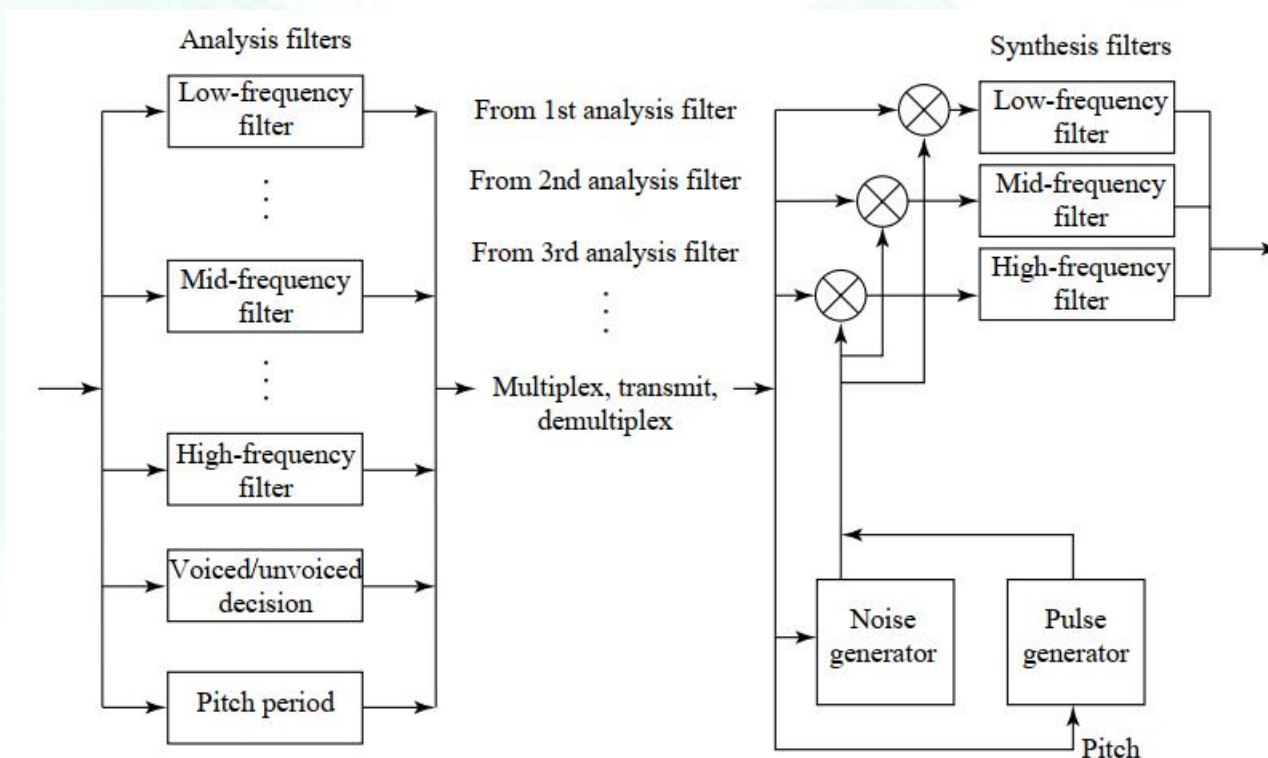 Analysis filters
Low-frequency
filter
Mid-frequency
filter
High-frequency
filter
Voiced/unvoiced
decision
Pitch period
From 1st analysis filter
From 2nd analysis filter
From 3rd analysis filter
Multiplex, transmit,
demultiplex
Synthesis filters
Low-frequency
filter
Mid-frequency
filter
High-frequency
filter
Noise
generator
Pulse
generator
Pitch